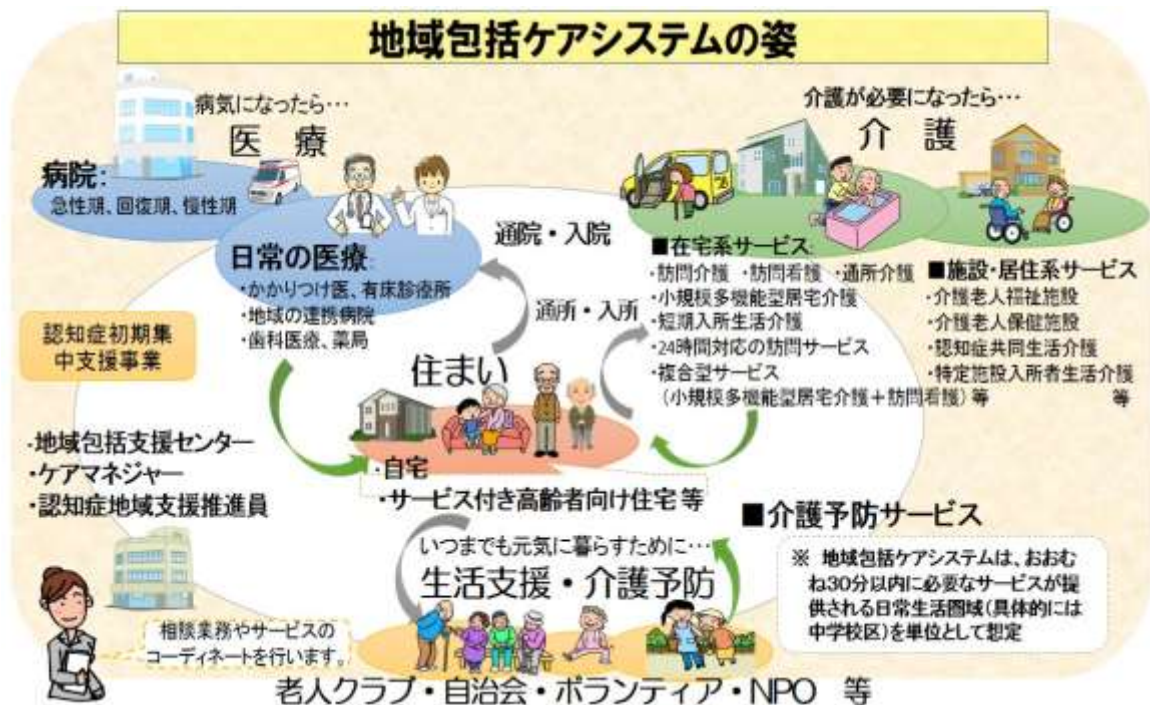 地域包括ケアシステムの姿
病気になったら…
医 療
病院:
急性期、回復期、慢性期
日常の医療:
・かかりつけ医、有床診療所
・地域の連携病院
・歯科医療、薬局
認知症初期集
中支援事業
通院・入院
通所・入所
介護が必要になったら…
介 護
■在宅系サービス:
・訪問介護 ・訪問看護 ・通所介護
・小規模多機能型居宅介護
・短期入所生活介護
・24時間対応の訪問サービス
・複合型サービス
(小規模多機能型居宅介護+訪問看護)等
■施設・居住系サービス
・介護老人福祉施設
・介護老人保健施設
・認知症共同生活介護
・特定施設入所者生活介護
等
住まい
・自宅
・サービス付き高齢者向け住宅 等
・地域包括支援センター
・ケアマネジャー
・認知症地域支援推進員
相談業務やサービスの
コーディネートを行います。
■介護予防サービス
いつまでも元気に暮らすために…
生活支援・介護予防
※ 地域包括ケアシステムは、おおむ
ね30分以内に必要なサービスが提
供される日常生活圏域(具体的には
中学校区)を単位として想定
老人クラブ・自治会・ボランティア・NPO 等